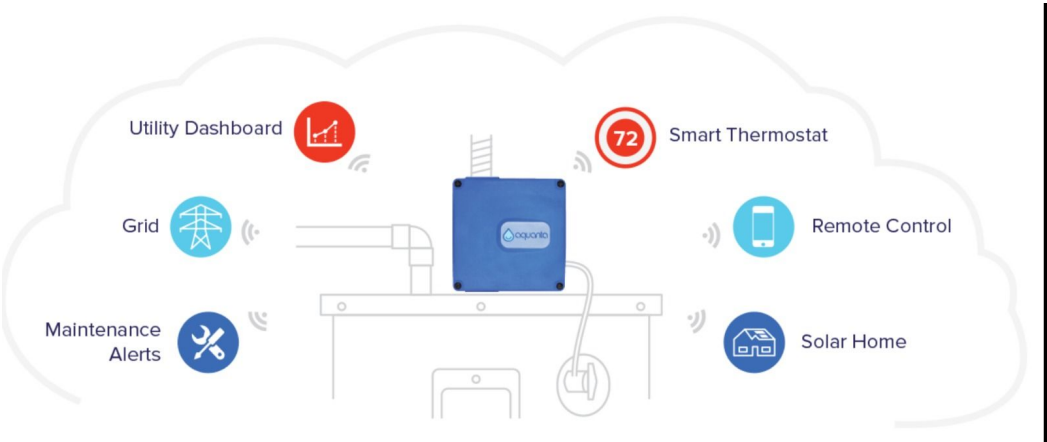 Utility Dashboard
72
Smart Thermostat
Grid
aquanta
Remote Control
Maintenance
Alerts
Solar Home